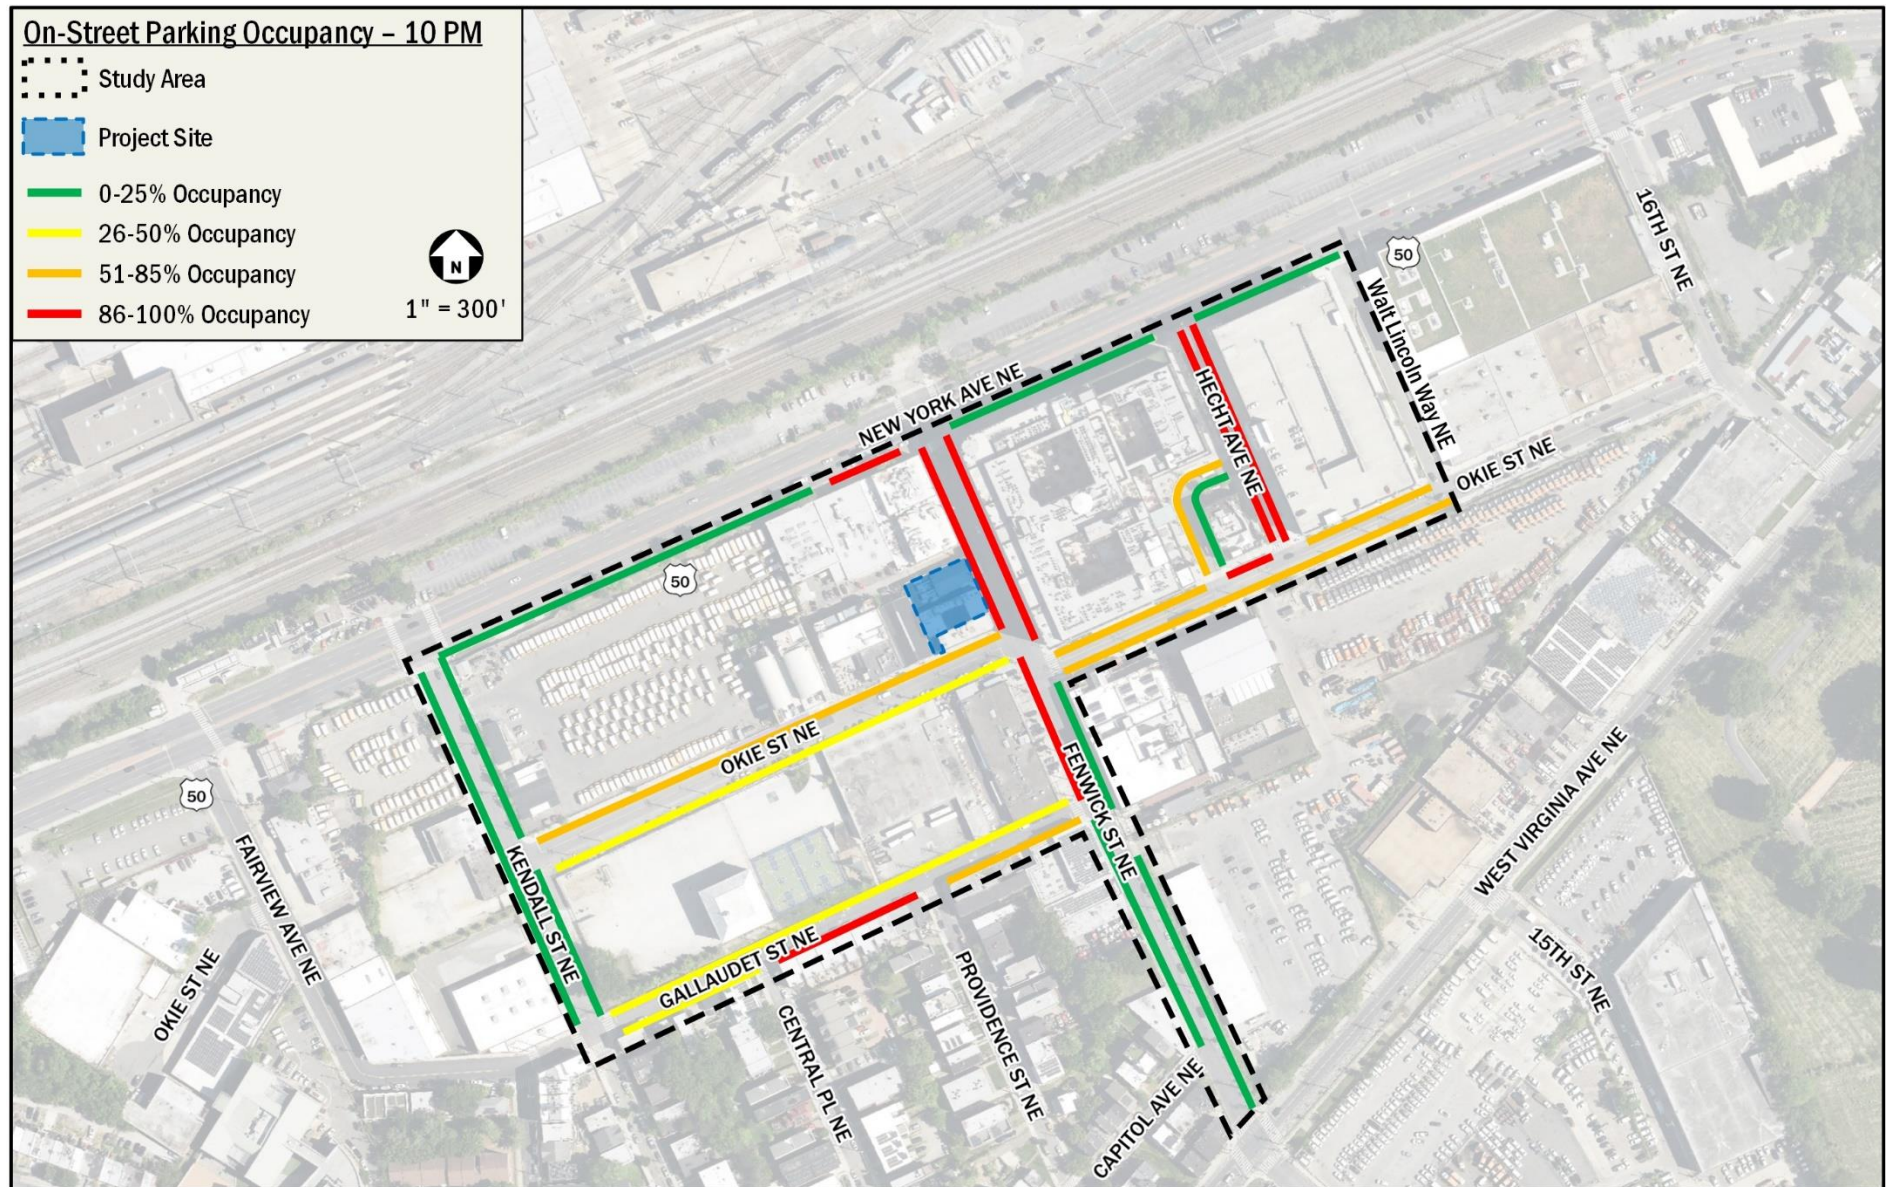 On-Street Parking Occupancy – 10 PM
Study Area
Project Site
0-25% Occupancy
26-50% Occupancy
51-85% Occupancy
86-100% Occupancy
N
1" = 300'
16TH ST NE
50
Walt Lincoln Way NE
NEW YORK AVE NE
HECHT AVE NE
OKIE ST NE
50
OKIE ST NE
50
FENWICK ST NE
WEST VIRGINIA AVE NE
FAIRVIEW AVE NE
KENDALL ST NE
GALLAUDET ST NE
15TH ST NE
OKIE ST NE
PROVIDENCE ST NE
CENTRAL PL NE
CAPITOL AVE NE